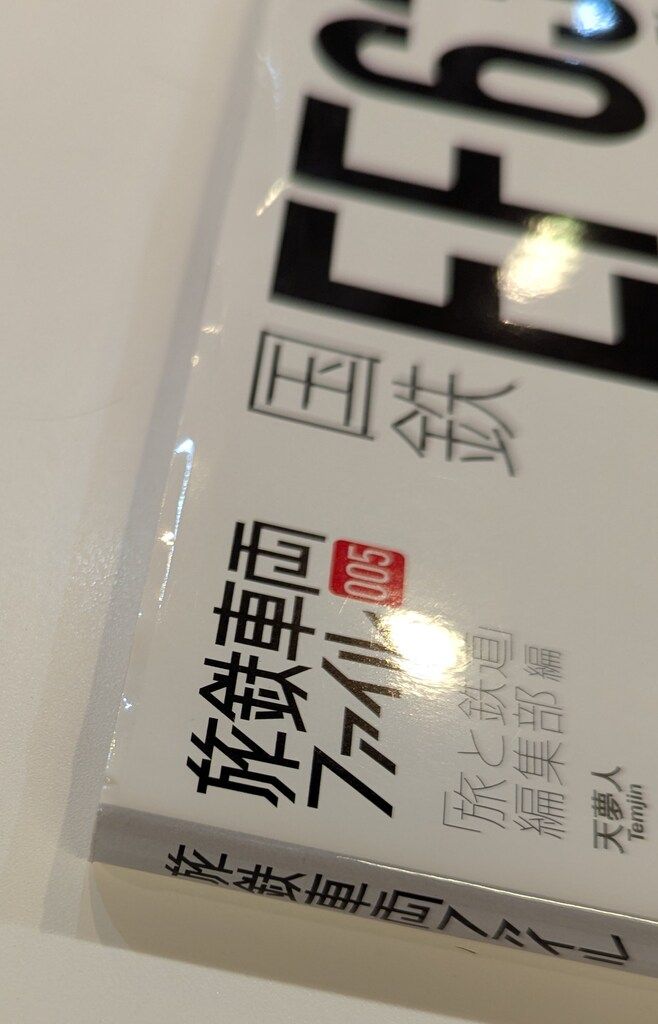 旅鉄車両
ファイル 005
「旅と鉄道」
編集部 編
天夢人
Temjin
国鉄
EF6
旅鉄車両ファイル